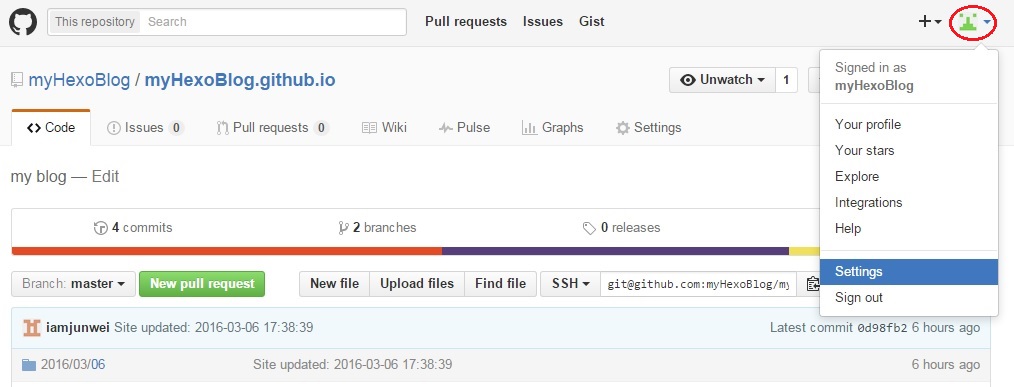 This repository Search Pull requests Issues Gist
Signed in as
myHexoBlog
myHexoBlog / myHexoBlog.github.io Unwatch 1
Code Issues 0 Pull requests 0 Wiki Pulse Graphs Settings
Your profile
Your stars
Explore
Integrations
Help
Settings
Sign out
my blog — Edit
4 commits 2 branches 0 releases
Branch: master New pull request New file Upload files Find file SSH git@github.com:myHexoBlog/my
iamjunwei Site updated: 2016-03-06 17:38:39 Latest commit 0d98fb2 6 hours ago
2016/03/06 Site updated: 2016-03-06 17:38:39 6 hours ago